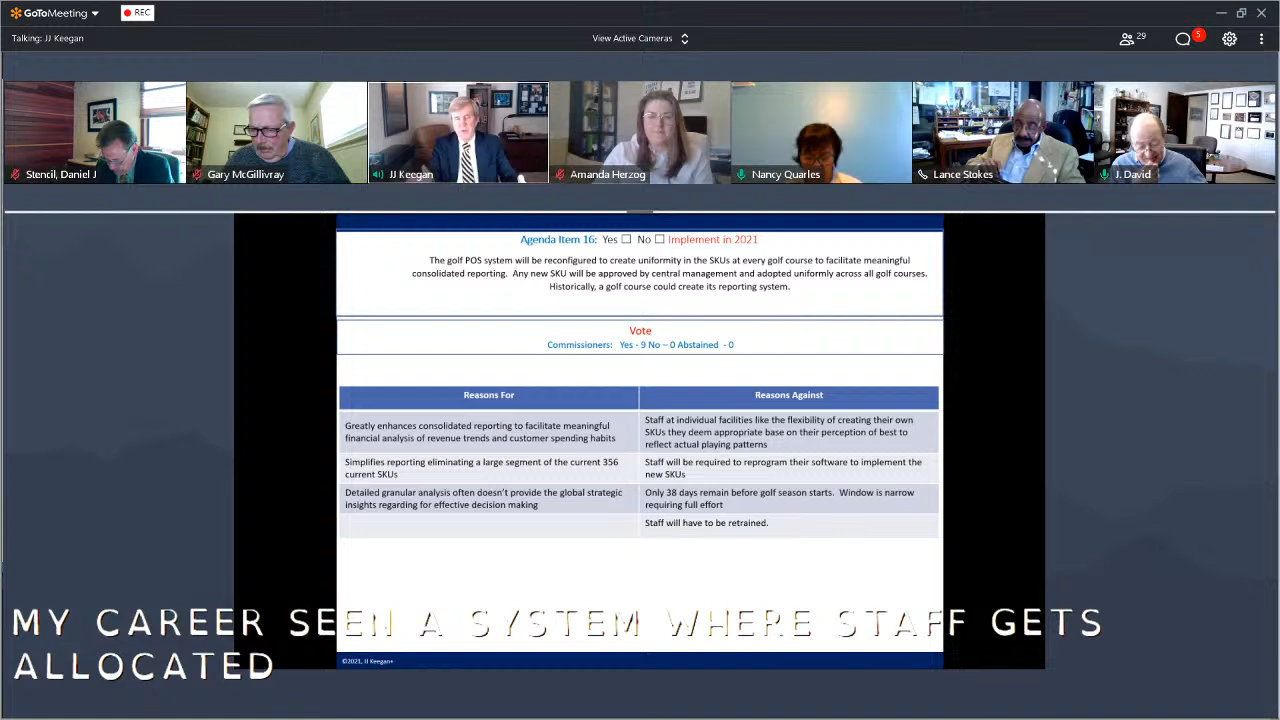 GoToMeeting
REC
Talking: JJ Keegan
View Active Cameras
29
5
Stencil, Daniel J
Gary McGillivray
JJ Keegan
Amanda Herzog
Nancy Quarles
Lance Stokes
J. David
Agenda Item 16: Yes ☐ No ☐ Implement in 2021
The golf POS system will be reconfigured to create uniformity in the SKUs at every golf course to facilitate meaningful
consolidated reporting. Any new SKU will be approved by central management and adopted uniformly across all golf courses.
Historically, a golf course could create its reporting system.
Vote
Commissioners: Yes - 9 No – 0 Abstained - 0
Reasons For
Reasons Against
Greatly enhances consolidated reporting to facilitate meaningful
financial analysis of revenue trends and customer spending habits
Staff at individual facilities like the flexibility of creating their own
SKUs they deem appropriate base on their perception of best to
reflect actual playing patterns
Simplifies reporting eliminating a large segment of the current 356
current SKUs
Staff will be required to reprogram their software to implement the
new SKUs
Detailed granular analysis often doesn't provide the global strategic
insights regarding for effective decision making
Only 38 days remain before golf season starts. Window is narrow
requiring full effort
Staff will have to be retrained.
MY CAREER SEEN A SYSTEM WHERE STAFF GETS
ALLOCATED
©2021, JJ Keegan+